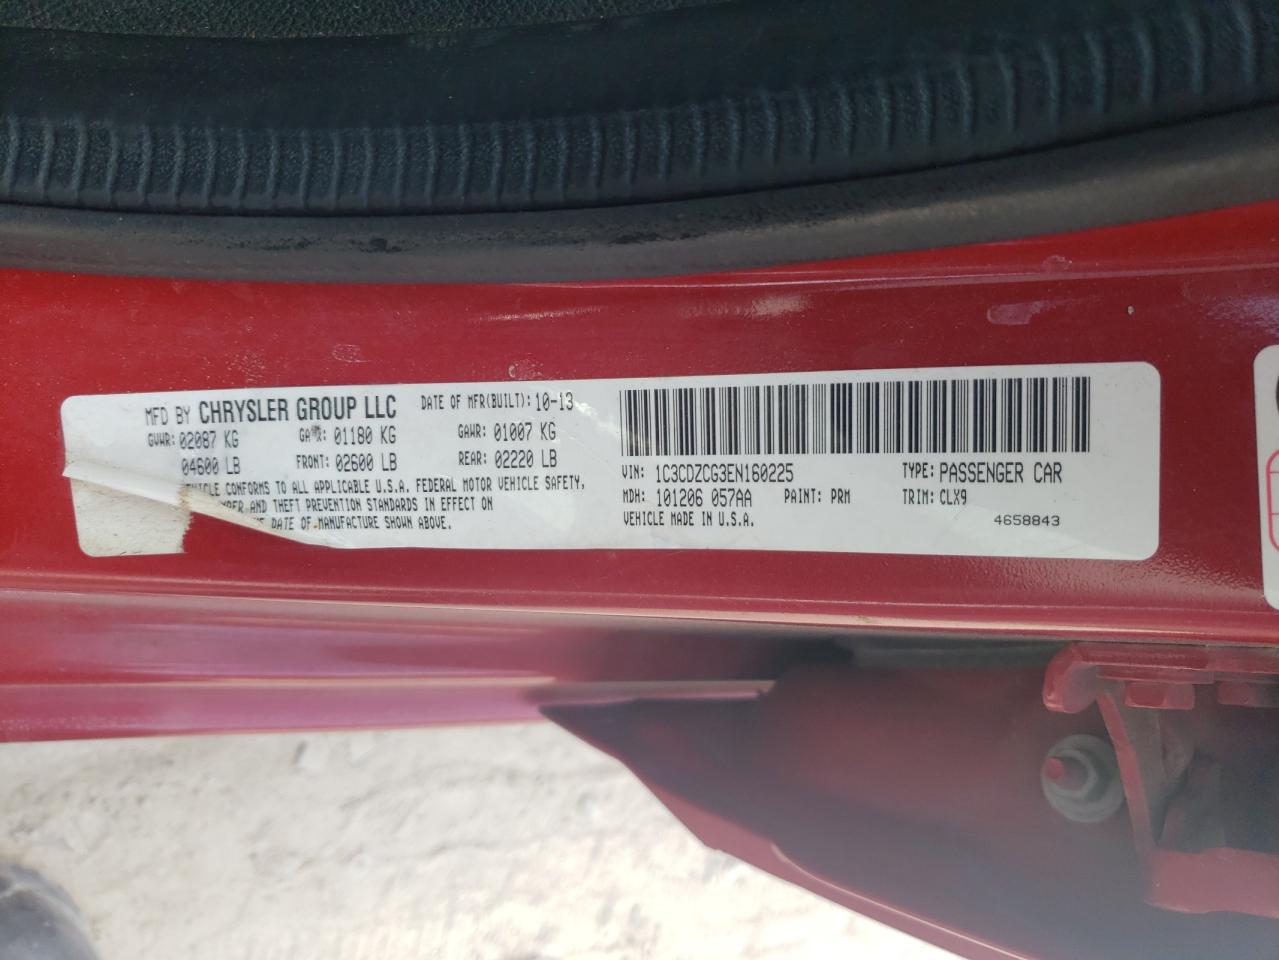 MFD BY CHRYSLER GROUP LLC DATE OF MFR(BUILT): 10-13
GVWR: 02087 KG 01180 KG GAWR: 01007 KG
04600 LB FRONT: 02600 LB REAR: 02220 LB
CONFORMS TO ALL APPLICABLE U.S.A. FEDERAL MOTOR VEHICLE SAFETY,
AND THEFT PREVENTION STANDARDS IN EFFECT ON
DATE OF MANUFACTURE SHOWN ABOVE.
VIN: 1C3CDZCG3EN160225 TYPE: PASSENGER CAR
MDH: 101206 057AA PAINT: PRM TRIM: CLX9
VEHICLE MADE IN U.S.A. 4658843